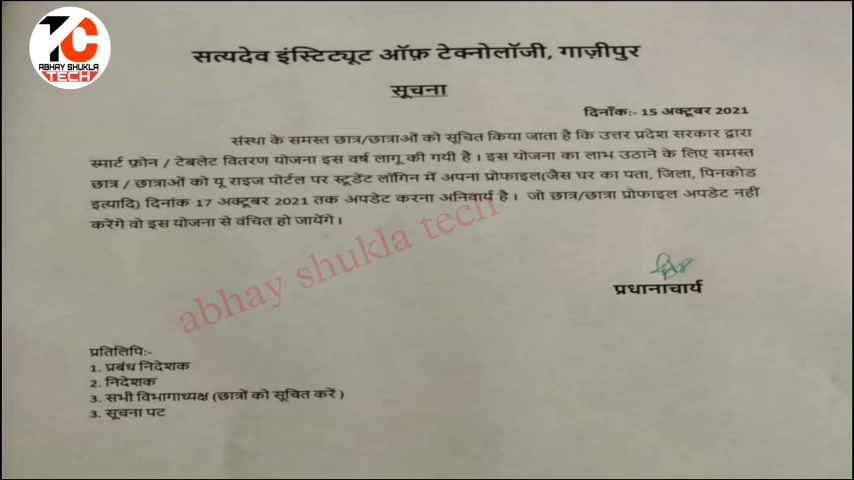 TC
ABHAY SHUKLA
TECH
सत्यदेव इंस्टिट्यूट ऑफ़ टेक्नोलॉजी, गाज़ीपुर
सूचना
दिनाँकः- 15 अक्टूबर 2021
संस्था के समस्त छात्र/छात्राओं को सूचित किया जाता है कि उत्तर प्रदेश सरकार द्वारा
स्मार्ट फ़ोन / टेबलेट वितरण योजना इस वर्ष लागू की गयी है । इस योजना का लाभ उठाने के लिए समस्त
छात्र / छात्राओं को यू राइज पोर्टल पर स्टूडेंट लॉगिन में अपना प्रोफाइल(जैस घर का पता, जिला, पिनकोड
इत्यादि) दिनांक 17 अक्टूबर 2021 तक अपडेट करना अनिवार्य है । जो छात्र/छात्रा प्रोफाइल अपडेट नहीं
करेंगे वो इस योजना से वंचित हो जायेंगे ।
abhay shukla tech
प्रधानाचार्य
प्रतिलिपिः-
1. प्रबंध निदेशक
2. निदेशक
3. सभी विभागाध्यक्ष (छात्रों को सूचित करें )
3. सूचना पट